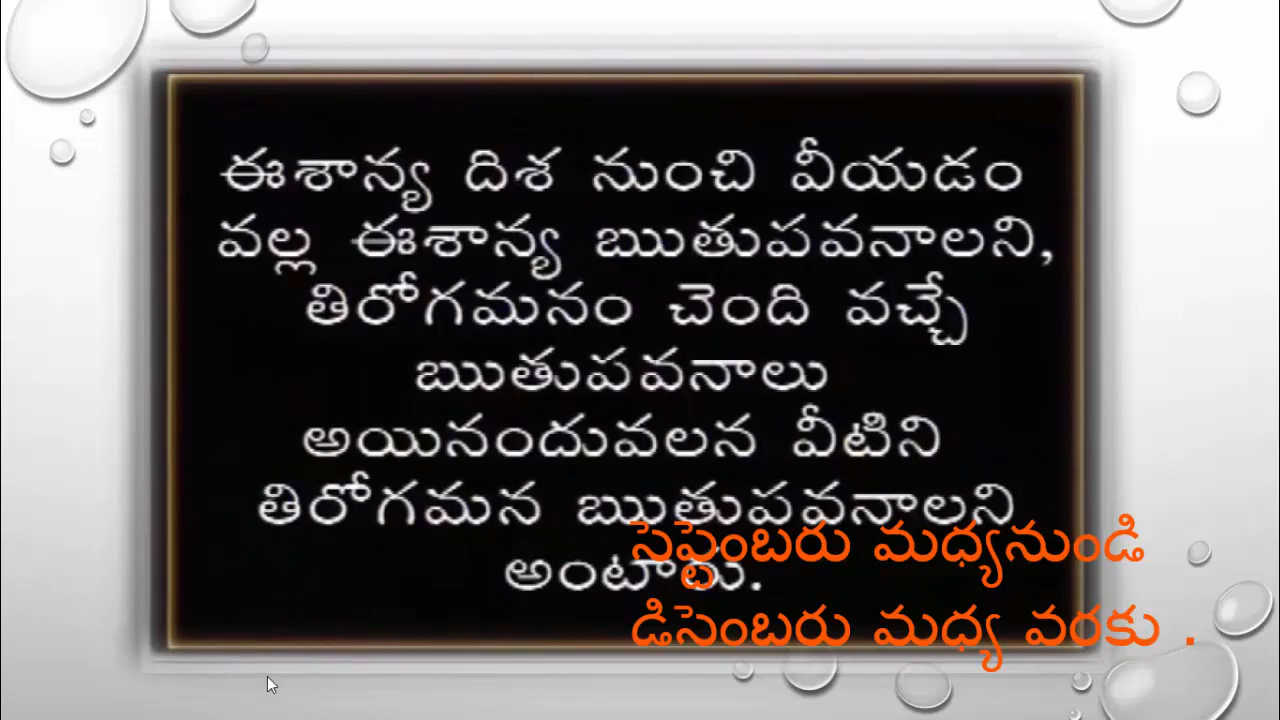 ఈశాన్య దిశ నుంచి వీయడం
వల్ల ఈశాన్య ఋతుపవనాలని,
తిరోగమనం చెంది వచ్చే
ఋతుపవనాలు
అయినందువలన వీటిని
తిరోగమన ఋతుపవనాలని
అంటారు.
సెప్టెంబరు మధ్యనుండి
డిసెంబరు మధ్య వరకు .